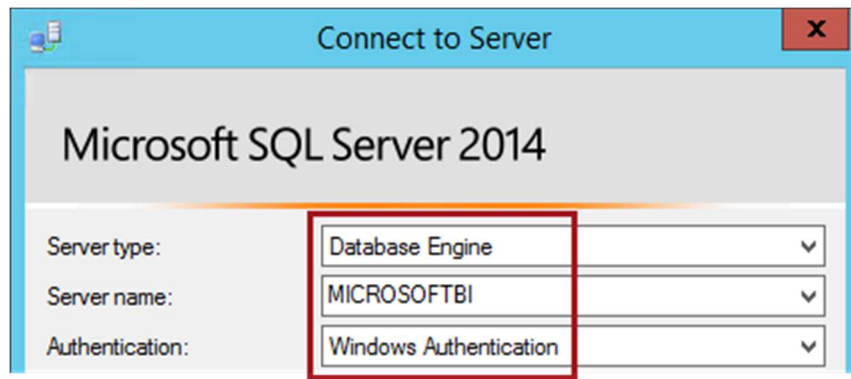 Connect to Server
x
Microsoft SQL Server 2014
Server type: Database Engine
Server name: MICROSOFTBI
Authentication: Windows Authentication